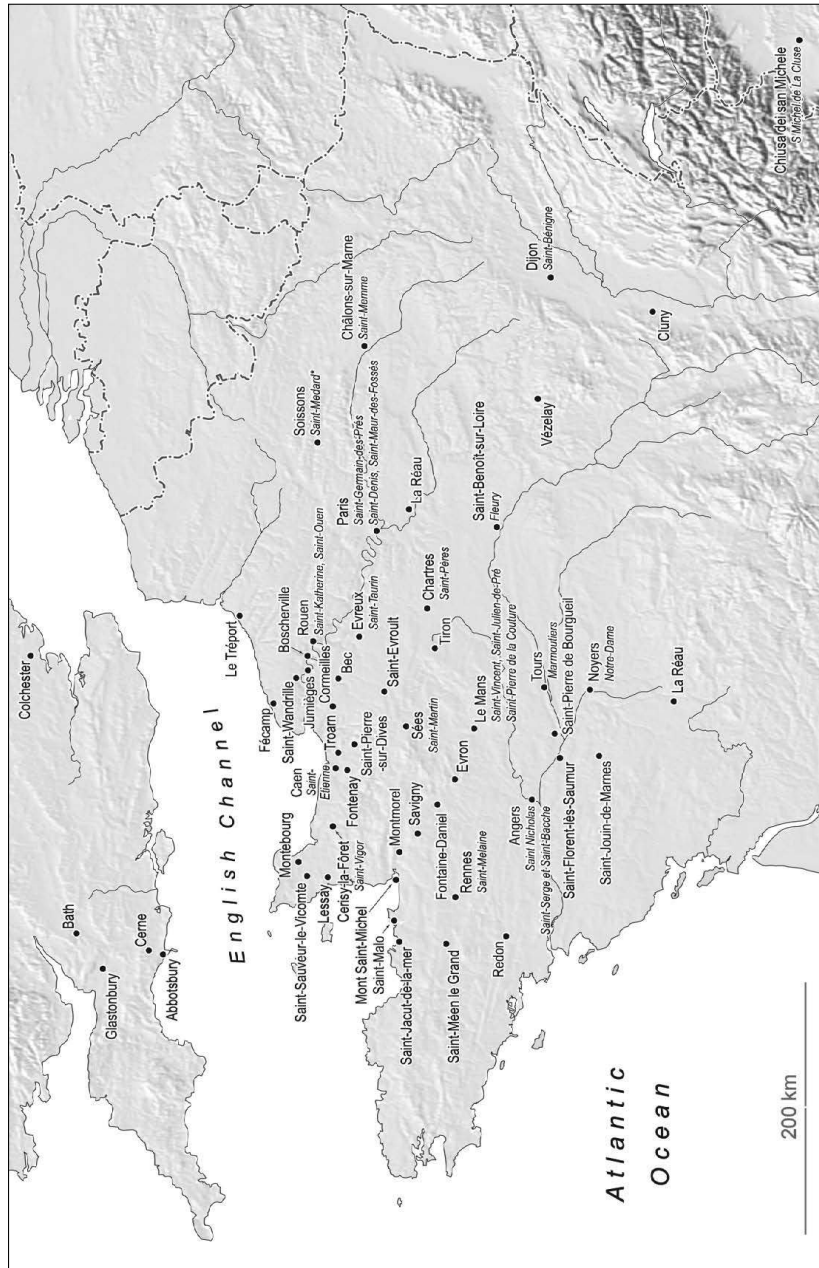 Colchester
Bath
Glastonbury
Cerne
Abbotsbury
English Channel
Le Tréport
Fécamp
Saint-Wandrille
Boscherville
Jumièges
Rouen
Saint-Katherine, Saint-Ouen
Cormeilles
Bec
Evreux
Saint-Taurin
Soissons
Saint-Medard*
Châlons-sur-Marne
Saint-Memme
Paris
Saint-Germain-des-Prés
Saint-Denis, Saint-Maur-des-Fossés
La Réau
Montebourg
Saint-Sauvéur-le-Vicomte
Lessay
Cerisy-la-Fôret
Saint-Vigor
Caen
Saint-
Etienne
Troarn
Fontenay
Saint-Pierre
-sur-Dives
Saint-Evroult
Sées
Saint-Martin
Chartres
Saint-Péres
Tiron
Mont Saint-Michel
Saint-Malo
Saint-Jacut-de-la-mer
Montmorel
Savigny
Fontaine-Daniel
Evron
Le Mans
Saint-Vincent, Saint-Julien-de-Pré
Saint-Pierre de la Couture
Rennes
Saint-Melaine
Saint-Méen le Grand
Redon
Angers
Saint Nicholas
Saint-Serge et Saint-Bacche
Saint-Florent-lès-Saumur
Saint-Jouin-de-Marnes
Tours
Marmoutiers
Saint-Pierre de Bourgueil
Noyers
Notre-Dame
La Réau
Saint-Benoît-sur-Loire
Fleury
Vézelay
Dijon
Saint-Bénigne
Cluny
Chiusa dei san Michele
S Michel de La Cluse
Atlantic
Ocean
200 km